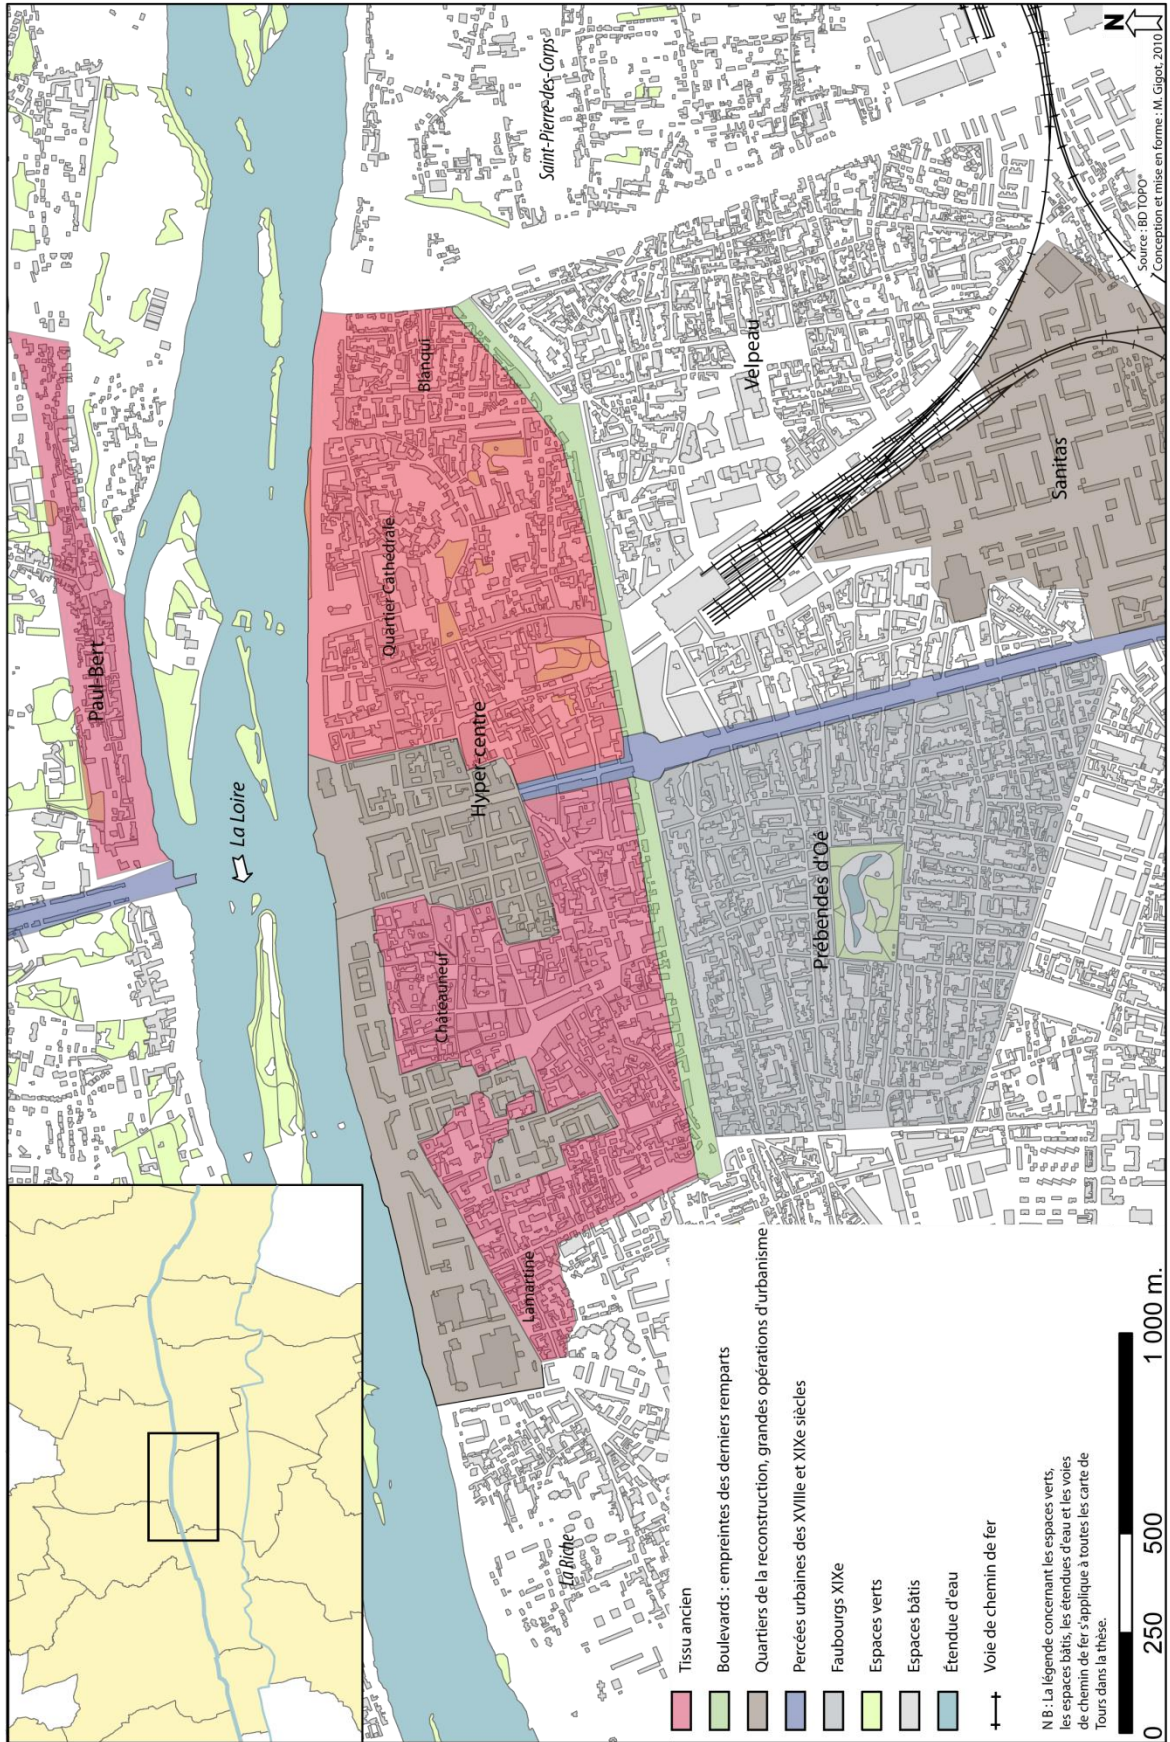 Paul-Bert
La Loire
Saint-Pierre-des-Corps
Blanqui
Quartier Cathédrale
Hyper-centre
Châteauneuf
Lamartine
La Riche
Velpeau
Sanitas
Prébendes d'Oé
Tissu ancien
Boulevards : empreintes des derniers remparts
Quartiers de la reconstruction, grandes opérations d'urbanisme
Percées urbaines des XVIIIe et XIXe siècles
Faubourgs XIXe
Espaces verts
Espaces bâtis
Étendue d'eau
Voie de chemin de fer
N B : La légende concernant les espaces verts,
les espaces bâtis, les étendues d'eau et les voies
de chemin de fer s'applique à toutes les carte de
Tours dans la thèse.
0 250 500 1 000 m.
N
Source : BD TOPO®
Conception et mise en forme : M. Gigot, 2010